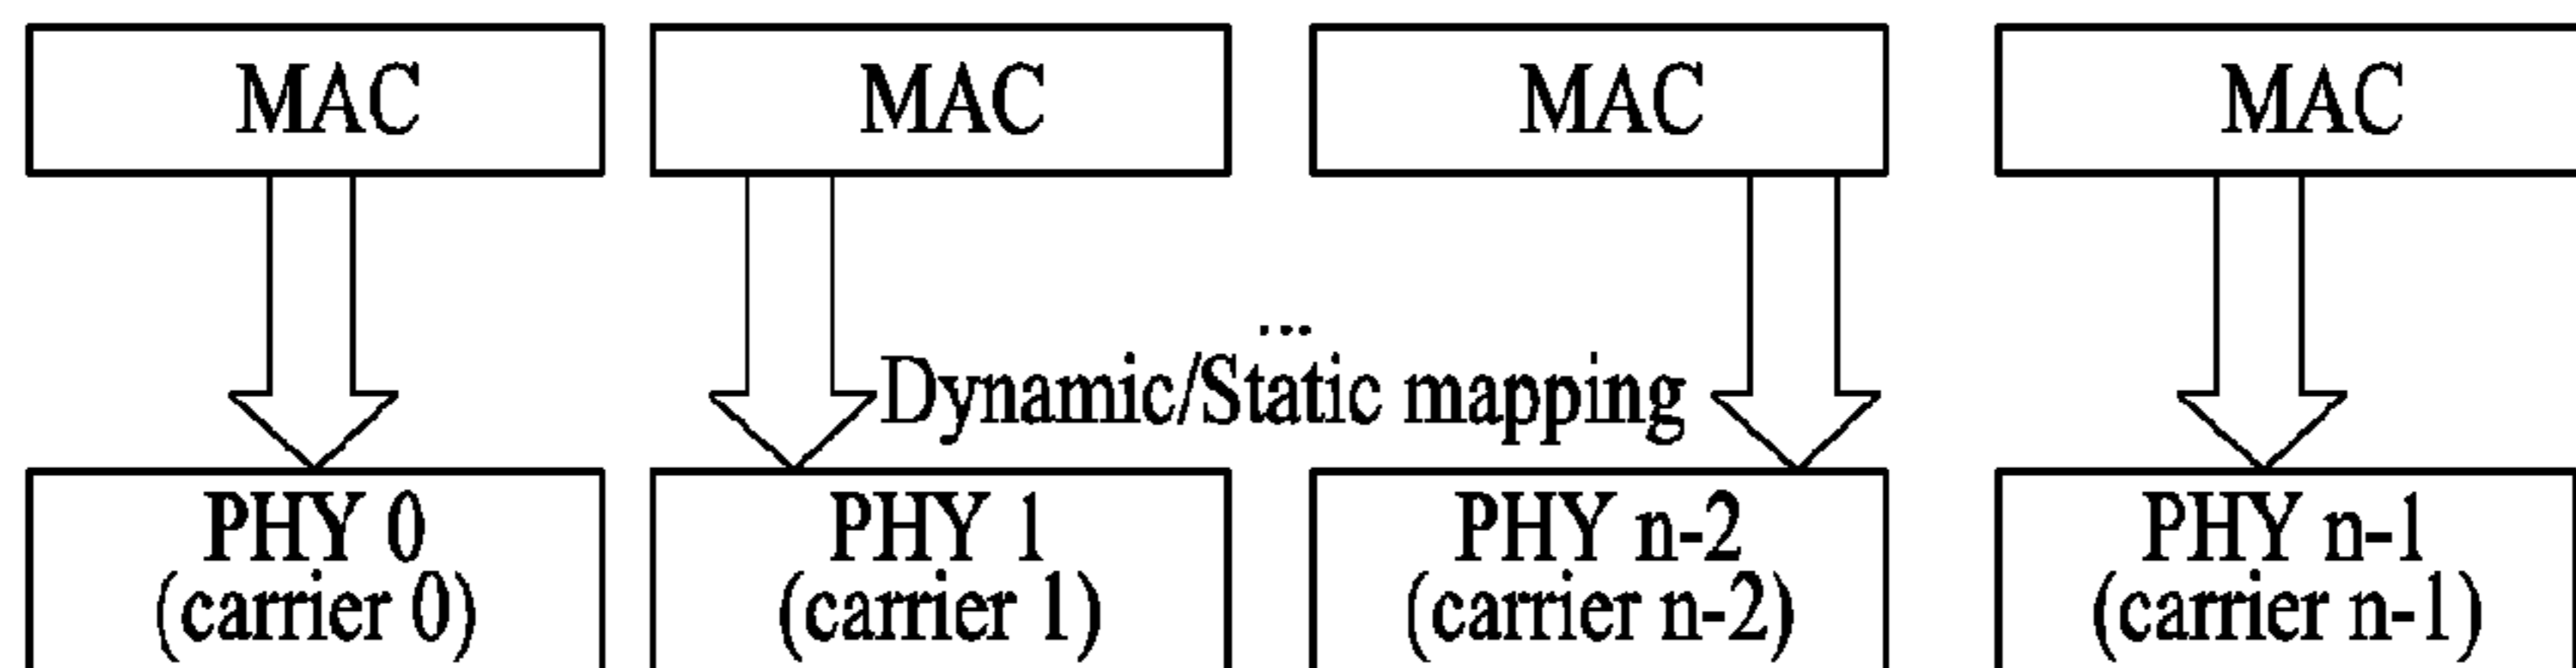 MAC
MAC
MAC
MAC
...
Dynamic/Static mapping
PHY 0
(carrier 0)
PHY 1
(carrier 1)
PHY n-2
(carrier n-2)
PHY n-1
(carrier n-1)